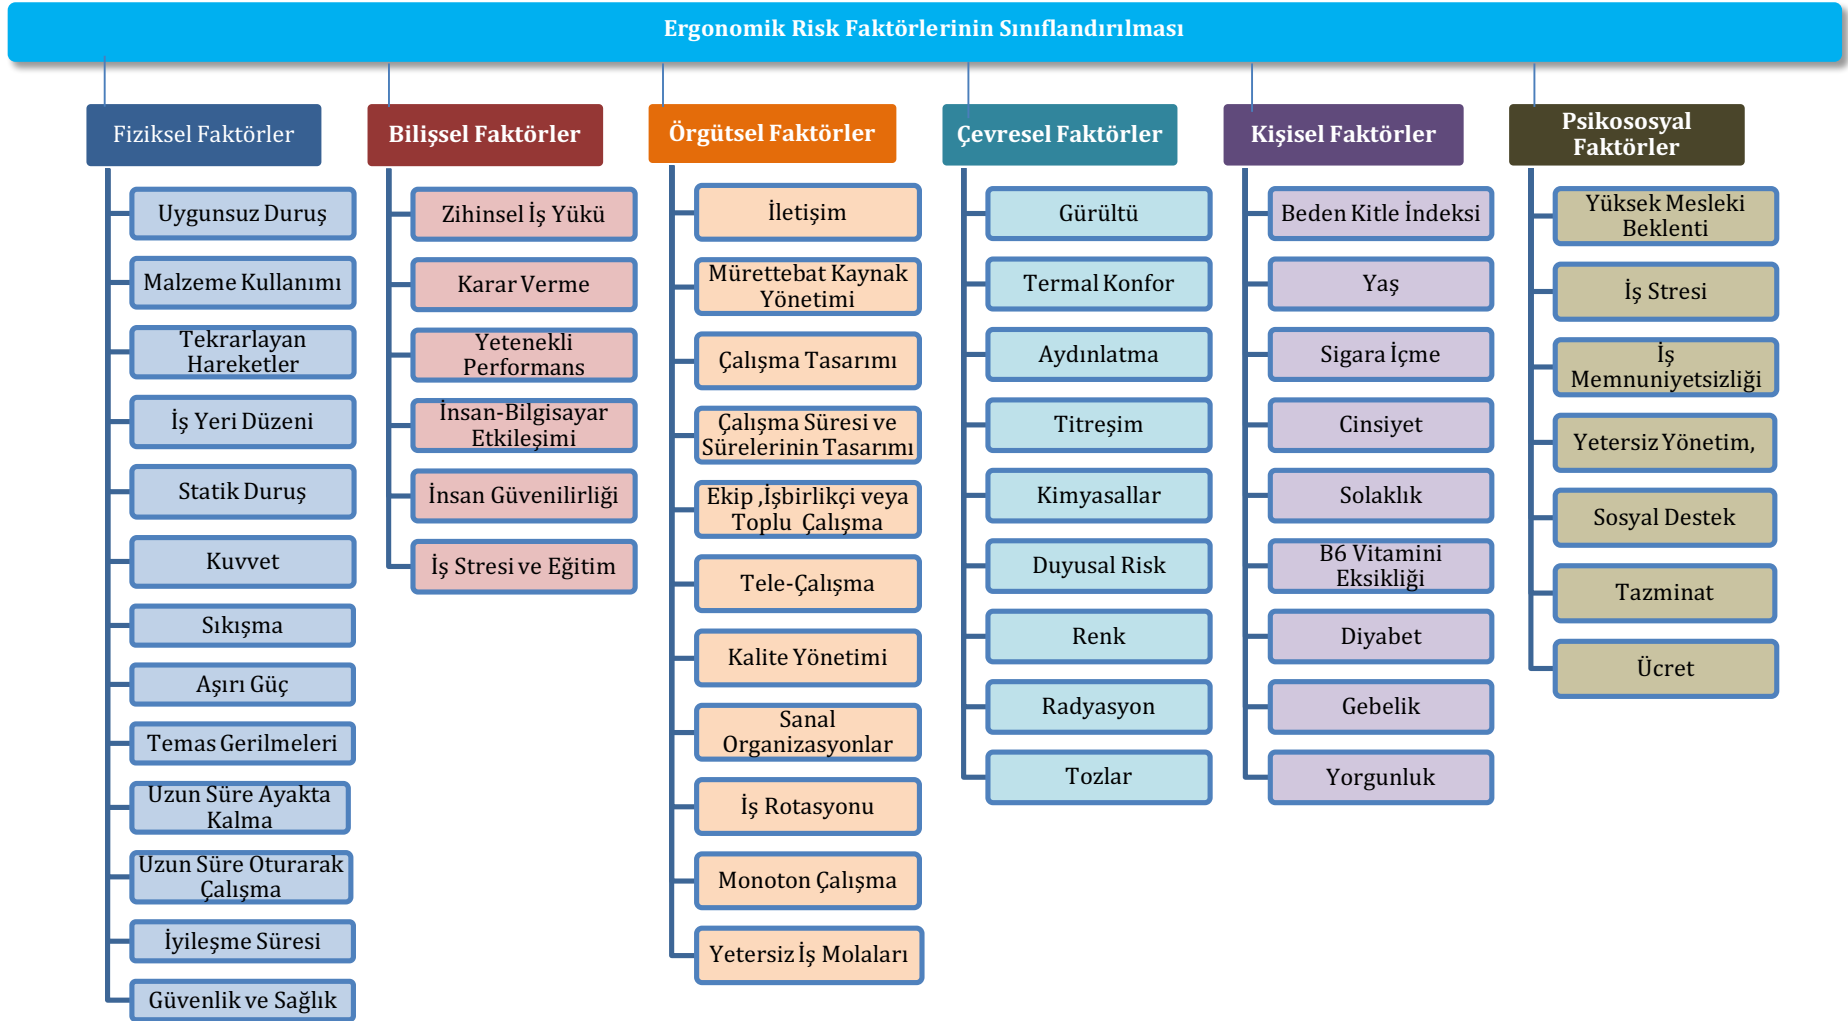 Ergonomik Risk Faktörlerinin Sınıflandırılması
Fiziksel Faktörler
Uygunsuz Duruş
Malzeme Kullanımı
Tekrarlayan
Hareketler
İş Yeri Düzeni
Statik Duruş
Kuvvet
Sıkışma
Aşırı Güç
Temas Gerilmeleri
Uzun Süre Ayakta
Kalma
Uzun Süre Oturarak
Çalışma
İyileşme Süresi
Güvenlik ve Sağlık
Bilişsel Faktörler
Zihinsel İş Yükü
Karar Verme
Yetenekli
Performans
İnsan-Bilgisayar
Etkileşimi
İnsan Güvenilirliği
İş Stresi ve Eğitim
Örgütsel Faktörler
İletişim
Mürettebat Kaynak
Yönetimi
Çalışma Tasarımı
Çalışma Süresi ve
Sürelerinin Tasarımı
Ekip ,İşbirlikçi veya
Toplu Çalışma
Tele-Çalışma
Kalite Yönetimi
Sanal
Organizasyonlar
İş Rotasyonu
Monoton Çalışma
Yetersiz İş Molaları
Çevresel Faktörler
Gürültü
Termal Konfor
Aydınlatma
Titreşim
Kimyasallar
Duyusal Risk
Renk
Radyasyon
Tozlar
Kişisel Faktörler
Beden Kitle İndeksi
Yaş
Sigara İçme
Cinsiyet
Solaklık
B6 Vitamini
Eksikliği
Diyabet
Gebelik
Yorgunluk
Psikososyal
Faktörler
Yüksek Mesleki
Beklenti
İş Stresi
İş
Memnuniyetsizliği
Yetersiz Yönetim,
Sosyal Destek
Tazminat
Ücret